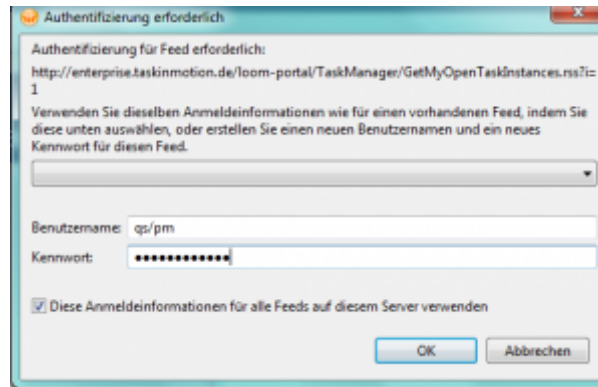 Authentifizierung erforderlich
Authentifizierung für Feed erforderlich:
http://enterprise.taskinmotion.de/loom-portal/TaskManager/GetMyOpenTaskInstances.rss?i=
1
Verwenden Sie dieselben Anmeldeinformationen wie für einen vorhandenen Feed, indem Sie
diese unten auswählen, oder erstellen Sie einen neuen Benutzernamen und ein neues
Kennwort für diesen Feed.
Benutzername: qs/pm
Kennwort: ●●●●●●●●●●●●
Diese Anmeldeinformationen für alle Feeds auf diesem Server verwenden
OK Abbrechen